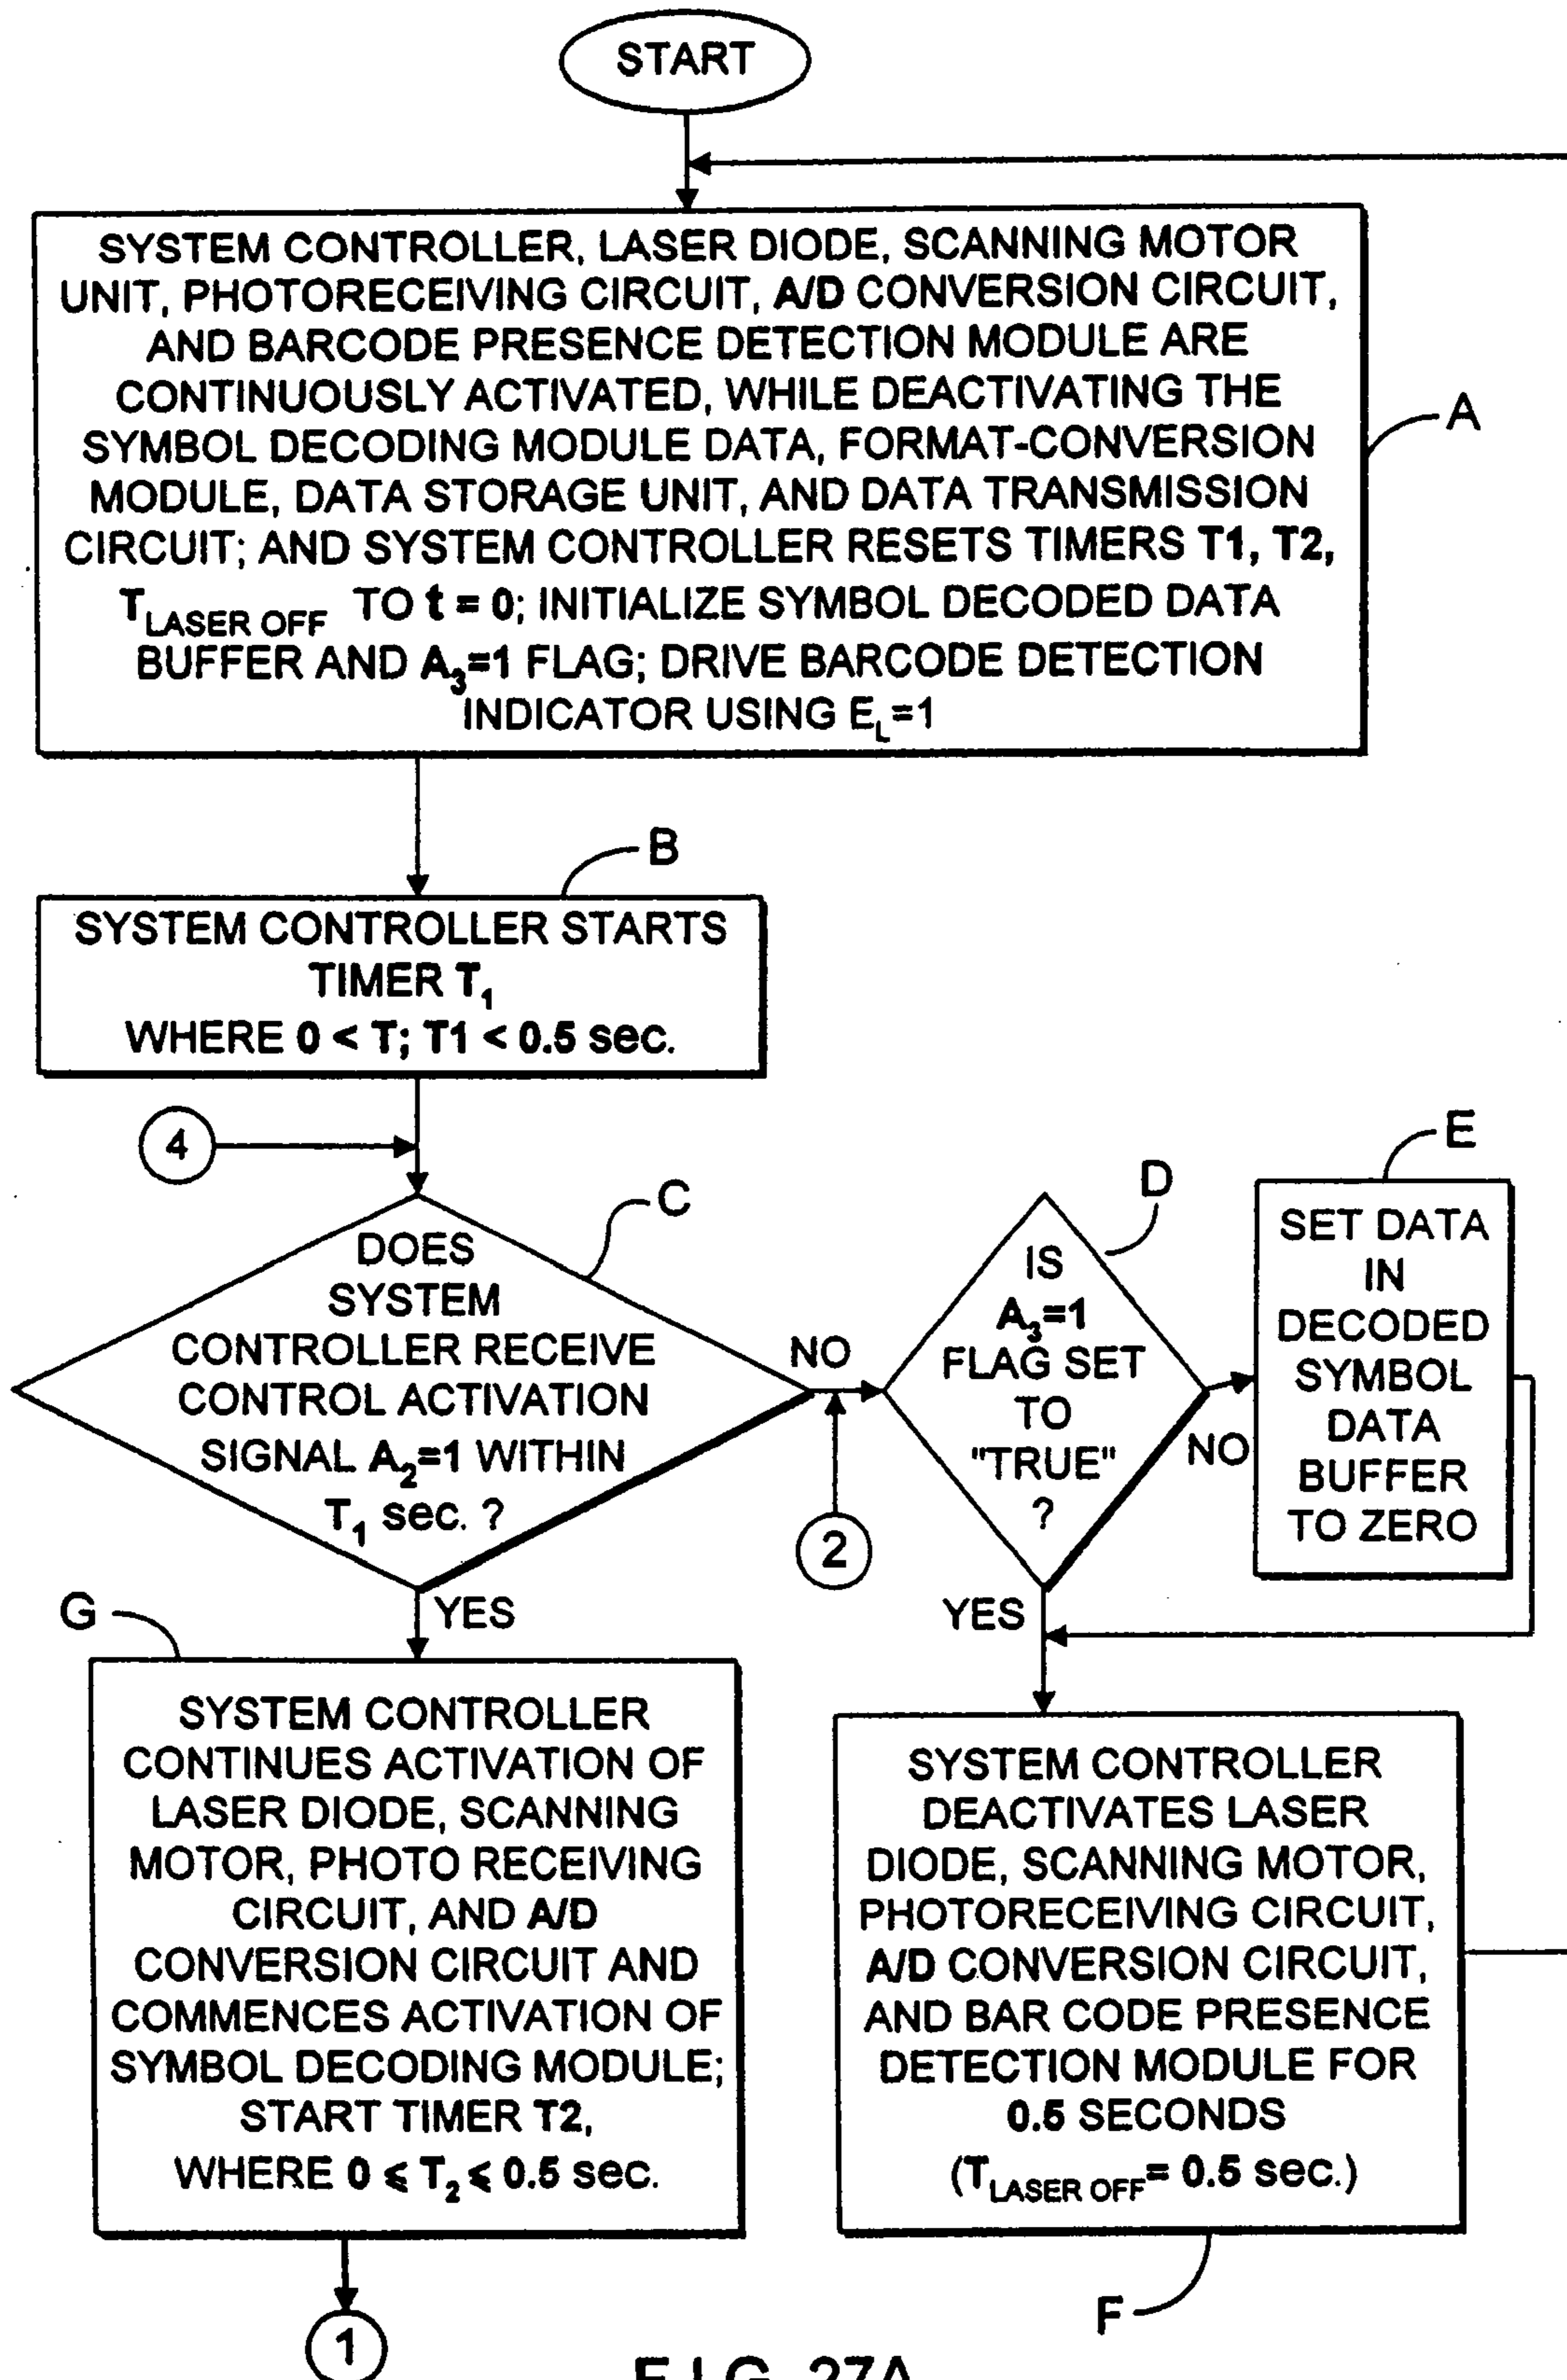 START
SYSTEM CONTROLLER, LASER DIODE, SCANNING MOTOR
UNIT, PHOTORECEIVING CIRCUIT, A/D CONVERSION CIRCUIT,
AND BARCODE PRESENCE DETECTION MODULE ARE
CONTINUOUSLY ACTIVATED, WHILE DEACTIVATING THE
SYMBOL DECODING MODULE DATA, FORMAT-CONVERSION
MODULE, DATA STORAGE UNIT, AND DATA TRANSMISSION
CIRCUIT; AND SYSTEM CONTROLLER RESETS TIMERS T1, T2,
T LASER OFF TO t = 0; INITIALIZE SYMBOL DECODED DATA
BUFFER AND A3=1 FLAG; DRIVE BARCODE DETECTION
INDICATOR USING EL=1
A
B
SYSTEM CONTROLLER STARTS
TIMER T1
WHERE 0 < T; T1 < 0.5 sec.
4
C
DOES
SYSTEM
CONTROLLER RECEIVE
CONTROL ACTIVATION
SIGNAL A2=1 WITHIN
T1 sec. ?
NO
2
D
IS
A3=1
FLAG SET
TO
"TRUE"
?
NO
YES
E
SET DATA
IN
DECODED
SYMBOL
DATA
BUFFER
TO ZERO
YES
G
SYSTEM CONTROLLER
CONTINUES ACTIVATION OF
LASER DIODE, SCANNING
MOTOR, PHOTO RECEIVING
CIRCUIT, AND A/D
CONVERSION CIRCUIT AND
COMMENCES ACTIVATION OF
SYMBOL DECODING MODULE;
START TIMER T2,
WHERE 0 ⩽ T2 ⩽ 0.5 sec.
1
SYSTEM CONTROLLER
DEACTIVATES LASER
DIODE, SCANNING MOTOR,
PHOTORECEIVING CIRCUIT,
A/D CONVERSION CIRCUIT,
AND BAR CODE PRESENCE
DETECTION MODULE FOR
0.5 SECONDS
(T LASER OFF= 0.5 sec.)
F
FIG. 27A